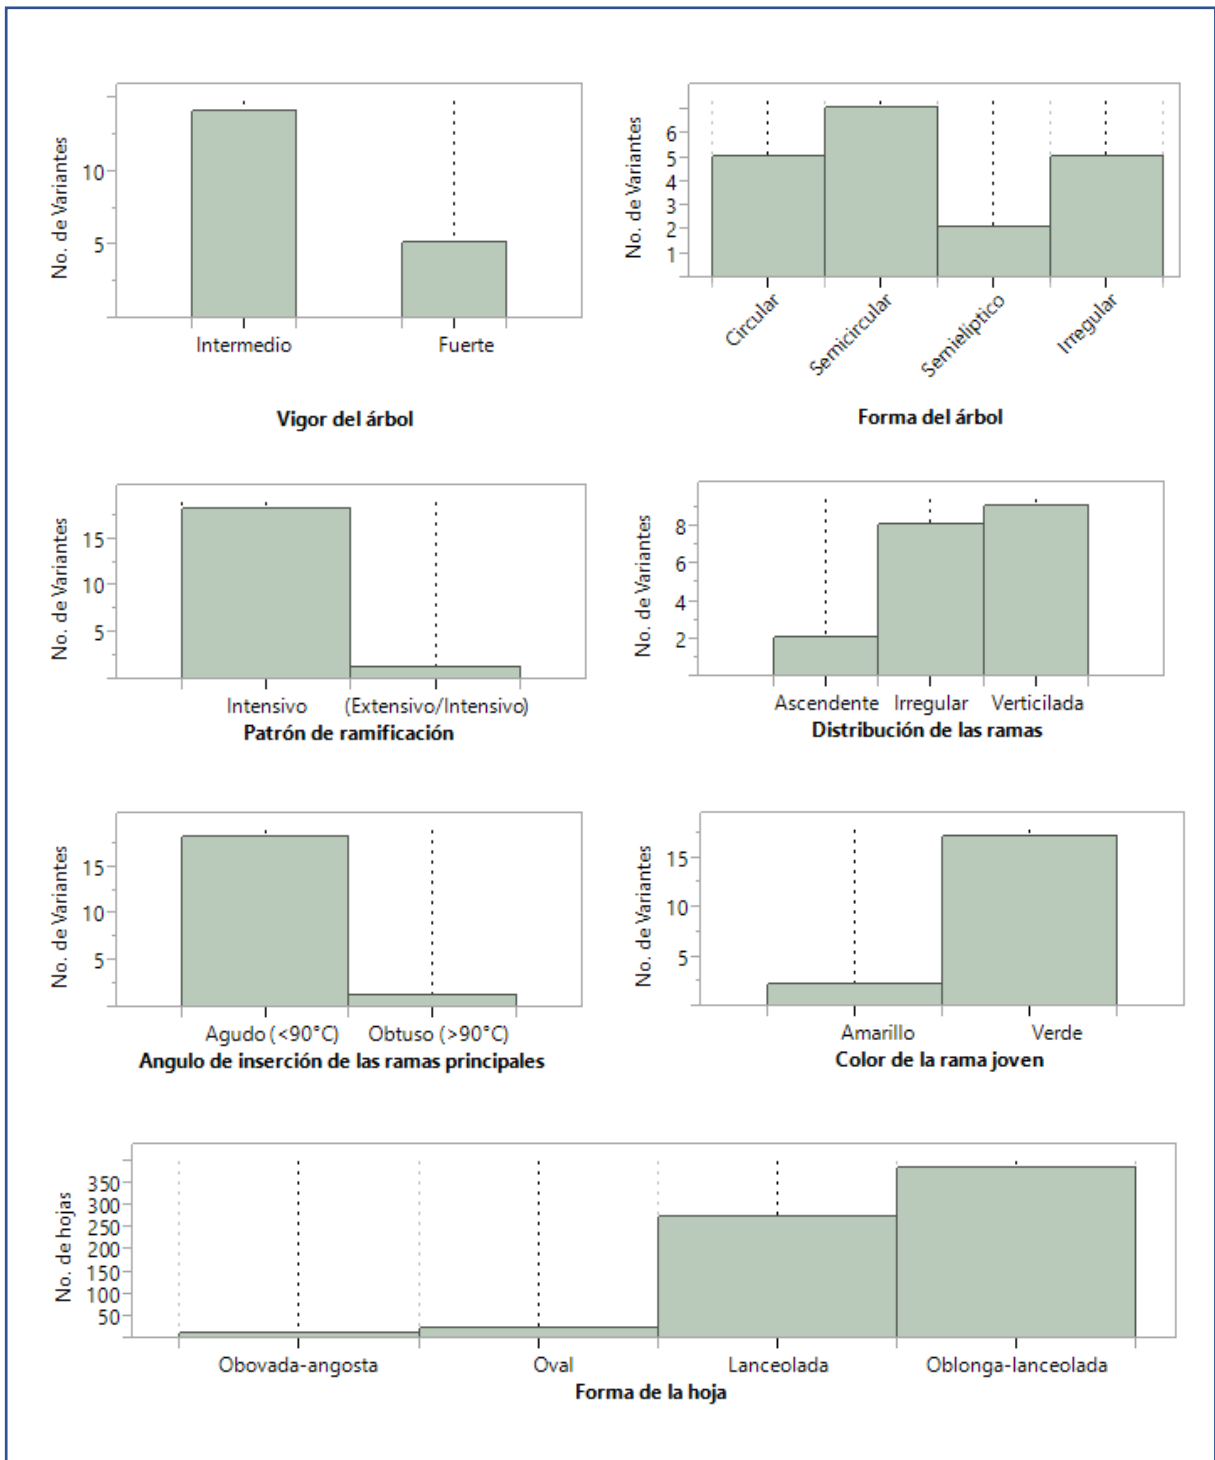 No. de Variantes
10
5
Intermedio Fuerte
Vigor del árbol
No. de Variantes
6
5
4
3
2
1
Circular Semicircular Semieliptico Irregular
Forma del árbol
No. de Variantes
15
10
5
Intensivo (Extensivo/Intensivo)
Patrón de ramificación
No. de Variantes
8
6
4
2
Ascendente Irregular Verticilada
Distribución de las ramas
No. de Variantes
15
10
5
Agudo (<90°C) Obtuso (>90°C)
Angulo de inserción de las ramas principales
No. de Variantes
15
10
5
Amarillo Verde
Color de la rama joven
No. de hojas
350
300
250
200
150
100
50
Obovada-angosta Oval Lanceolada Oblonga-lanceolada
Forma de la hoja